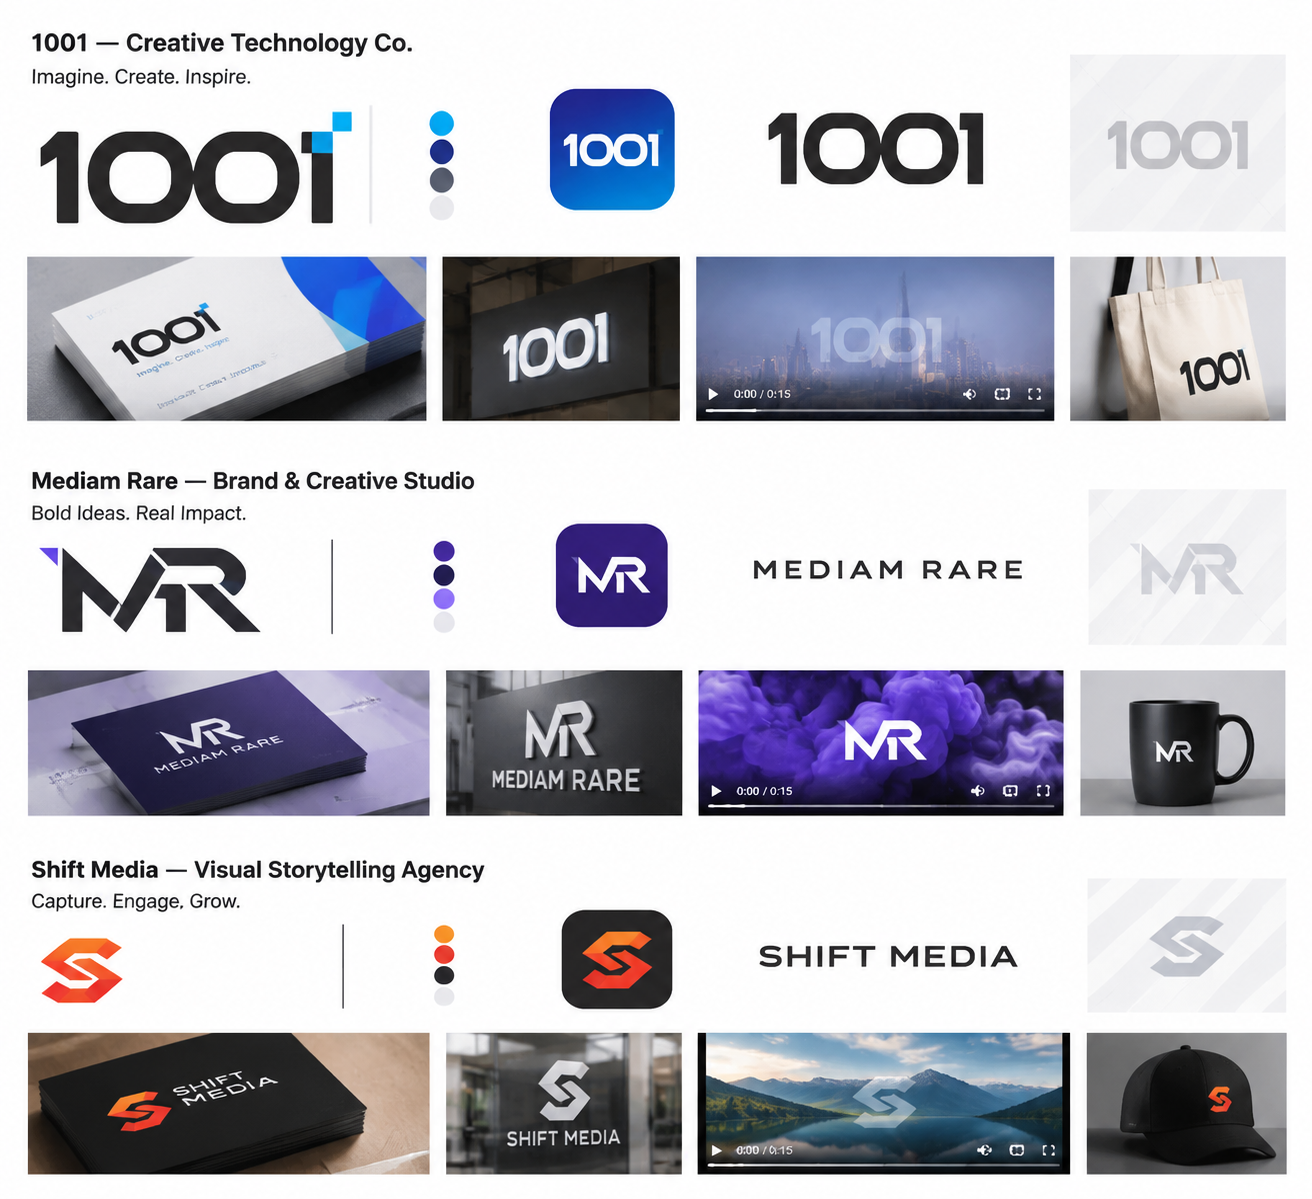 1001 — Creative Technology Co.
Imagine. Create. Inspire.
1001
1001
1001
1001
1001
Imagine. Create. Inspire.
1001
1001
0:00 / 0:15
1001
Mediam Rare — Brand & Creative Studio
Bold Ideas. Real Impact.
MR
MR
MEDIAM RARE
MR
MR
MEDIAM RARE
MR
MEDIAM RARE
MR
0:00 / 0:15
MR
Shift Media — Visual Storytelling Agency
Capture. Engage, Grow.
S
S
SHIFT MEDIA
S
S
SHIFT
MEDIA
S
SHIFT MEDIA
S
0:00 / 0:15
S